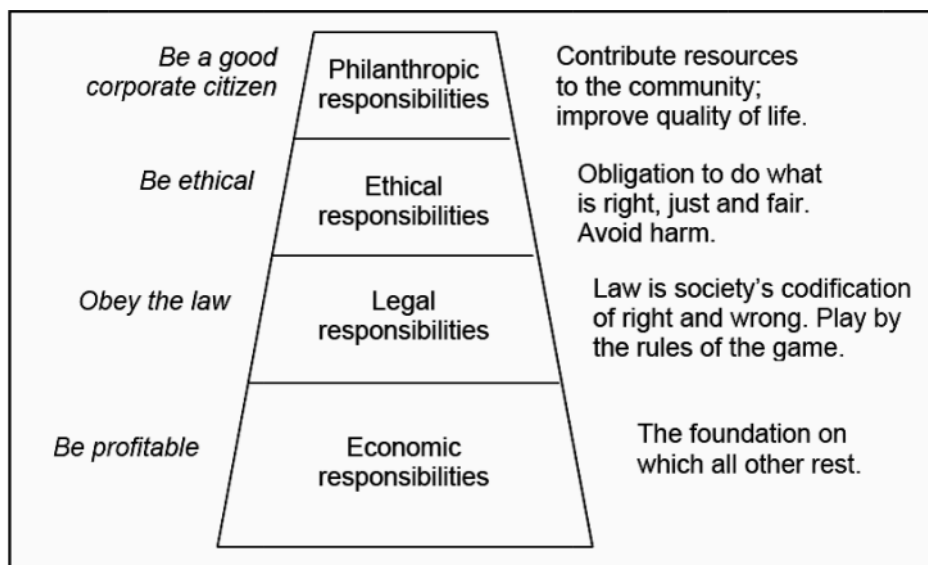 Be a good
corporate citizen
Philanthropic
responsibilities
Contribute resources
to the community;
improve quality of life.
Be ethical
Ethical
responsibilities
Obligation to do what
is right, just and fair.
Avoid harm.
Obey the law
Legal
responsibilities
Law is society's codification
of right and wrong. Play by
the rules of the game.
Be profitable
Economic
responsibilities
The foundation on
which all other rest.